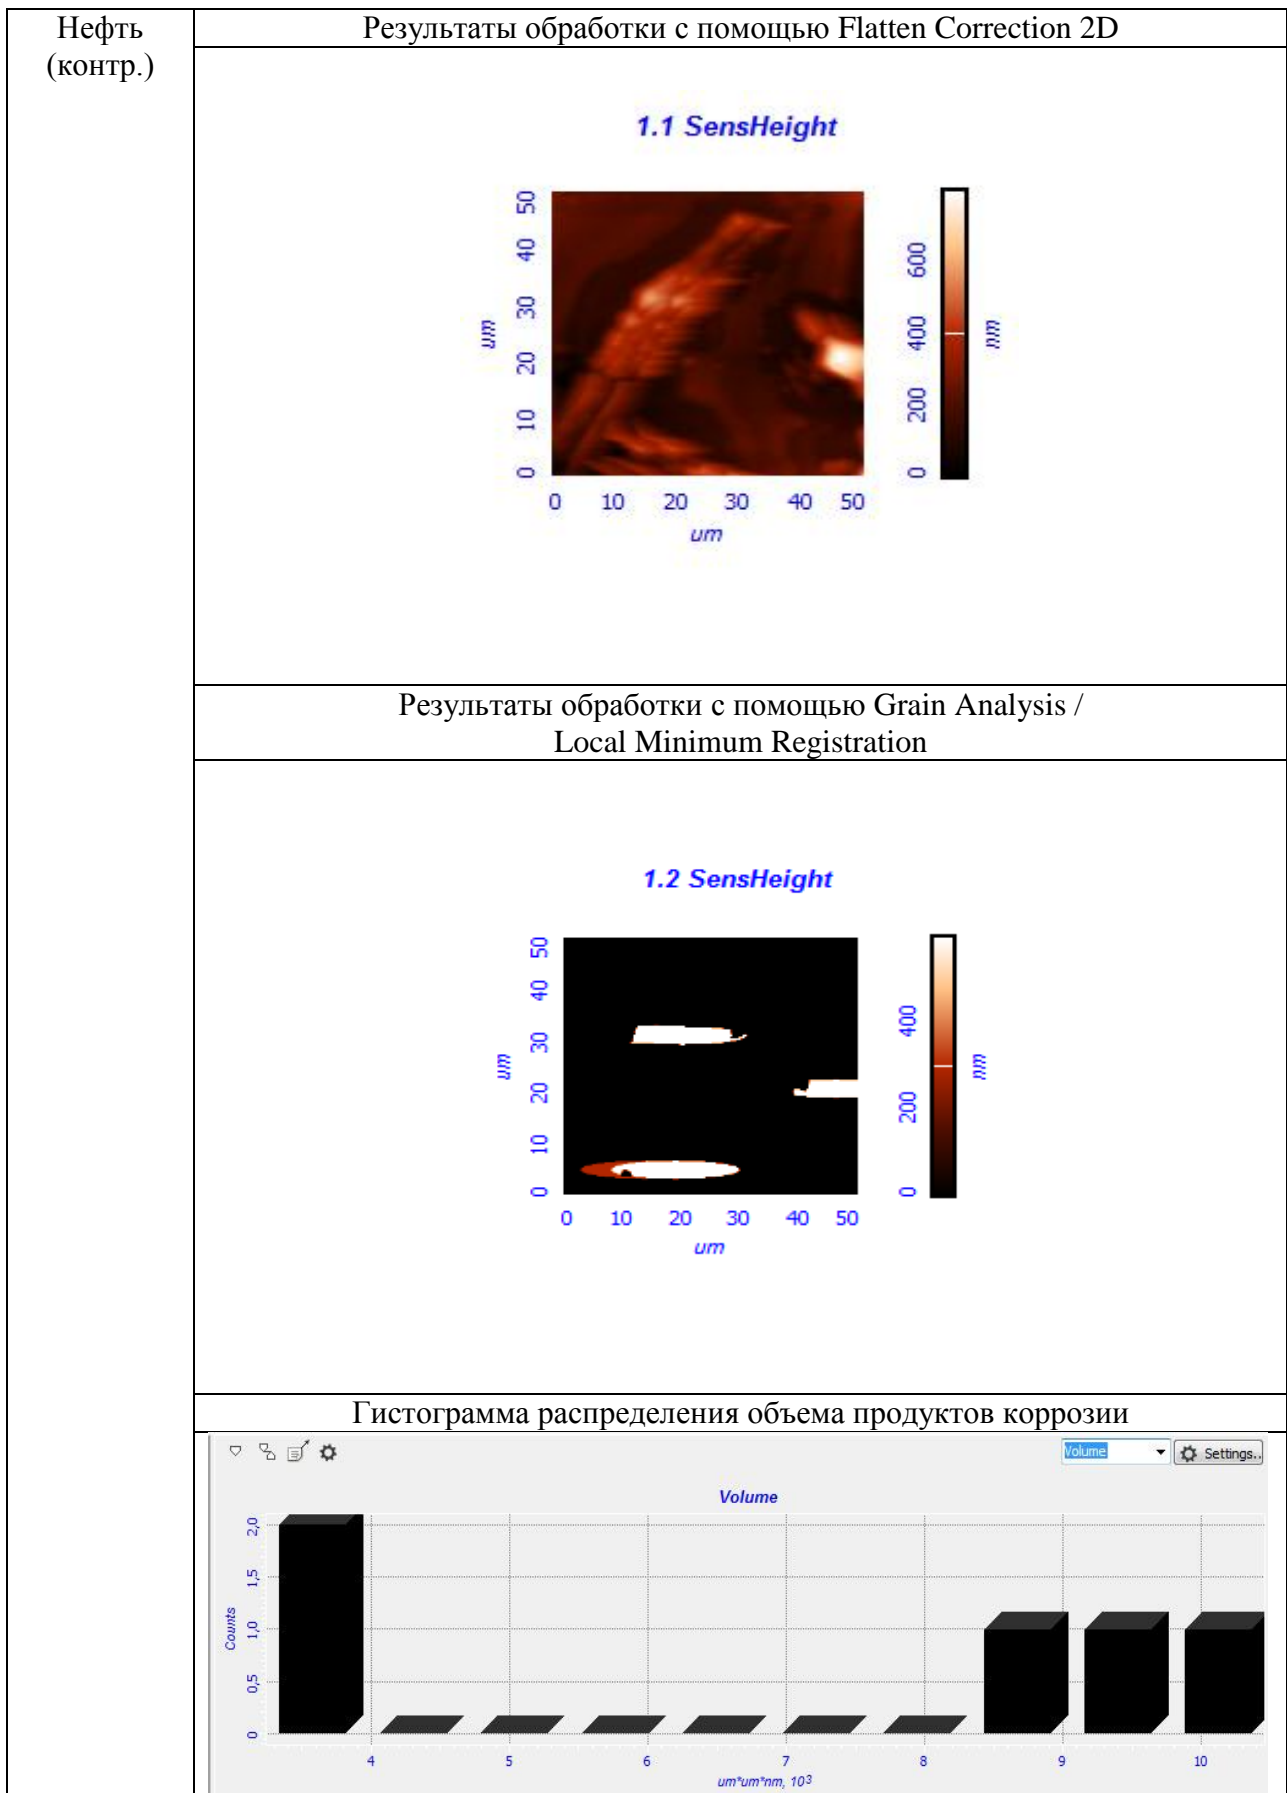 Нефть
(контр.)
Результаты обработки с помощью Flatten Correction 2D
1.1 SensHeight
50
40
30
20
10
0
um
0 10 20 30 40 50
um
600
400
200
0
nm
Результаты обработки с помощью Grain Analysis /
Local Minimum Registration
1.2 SensHeight
50
40
30
20
10
0
um
0 10 20 30 40 50
um
400
200
0
nm
Гистограмма распределения объема продуктов коррозии
Volume
Settings..
Volume
2,0
1,5
1,0
0,5
0
Counts
4 5 6 7 8 9 10
um*um*nm, 10³